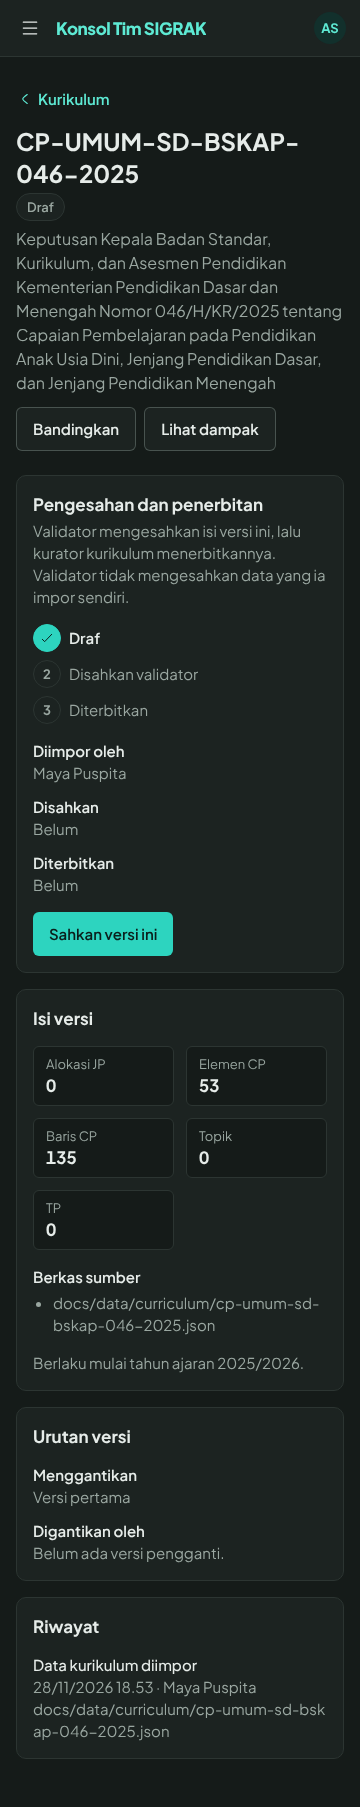 Konsol Tim SIGRAK
AS
Kurikulum
CP-UMUM-SD-BSKAP-
046-2025
Draf
Keputusan Kepala Badan Standar,
Kurikulum, dan Asesmen Pendidikan
Kementerian Pendidikan Dasar dan
Menengah Nomor 046/H/KR/2025 tentang
Capaian Pembelajaran pada Pendidikan
Anak Usia Dini, Jenjang Pendidikan Dasar,
dan Jenjang Pendidikan Menengah
Bandingkan
Lihat dampak
Pengesahan dan penerbitan
Validator mengesahkan isi versi ini, lalu
kurator kurikulum menerbitkannya.
Validator tidak mengesahkan data yang ia
impor sendiri.
Draf
2 Disahkan validator
3 Diterbitkan
Diimpor oleh
Maya Puspita
Disahkan
Belum
Diterbitkan
Belum
Sahkan versi ini
Isi versi
Alokasi JP
0
Elemen CP
53
Baris CP
135
Topik
0
TP
0
Berkas sumber
• docs/data/curriculum/cp-umum-sd-
bskap-046-2025.json
Berlaku mulai tahun ajaran 2025/2026.
Urutan versi
Menggantikan
Versi pertama
Digantikan oleh
Belum ada versi pengganti.
Riwayat
Data kurikulum diimpor
28/11/2026 18.53 · Maya Puspita
docs/data/curriculum/cp-umum-sd-bsk
ap-046-2025.json